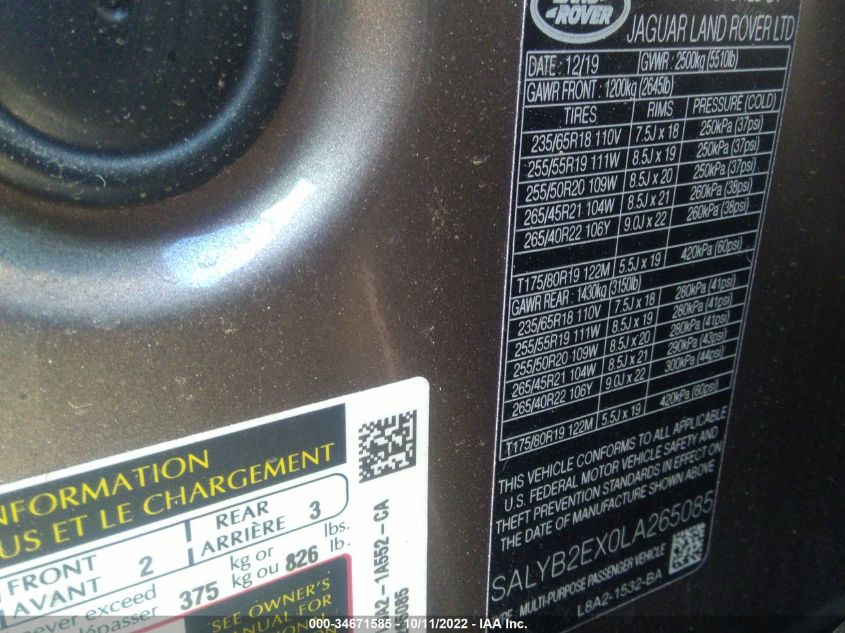 LAND
ROVER
JAGUAR LAND ROVER LTD
DATE : 12/19 GVWR : 2500kg (5510lb)
GAWR FRONT : 1200kg (2645lb)
TIRES RIMS PRESSURE (COLD)
235/65R18 110V 7.5J x 18 250kPa (37psi)
255/55R19 111W 8.5J x 19 250kPa (37psi)
255/50R20 109W 8.5J x 20 250kPa (37psi)
265/45R21 104W 8.5J x 21 260kPa (38psi)
265/40R22 106Y 9.0J x 22 260kPa (38psi)
T175/80R19 122M 5.5J x 19 420kPa (60psi)
GAWR REAR : 1430kg (3150lb)
235/65R18 110V 7.5J x 18 280kPa (41psi)
255/55R19 111W 8.5J x 19 280kPa (41psi)
255/50R20 109W 8.5J x 20 280kPa (41psi)
265/45R21 104W 8.5J x 21 290kPa (43psi)
265/40R22 106Y 9.0J x 22 300kPa (44psi)
T175/80R19 122M 5.5J x 19 420kPa (60psi)
THIS VEHICLE CONFORMS TO ALL APPLICABLE
U.S. FEDERAL MOTOR VEHICLE SAFETY AND
THEFT PREVENTION STANDARDS IN EFFECT ON
THE DATE OF MANUFACTURE SHOWN ABOVE
SALYB2EX0LA265085
: MULTI-PURPOSE PASSENGER VEHICLE
L8A2-1532-BA
NFORMATION
US ET LE CHARGEMENT
FRONT 2 REAR 3
AVANT ARRIÈRE
never exceed 375 kg or 826 lbs.
dépasser kg ou lb.
SEE OWNER'S
MANUAL FOR
A2-1A552-CA
265085
000-34671585 - 10/11/2022 - IAA Inc.